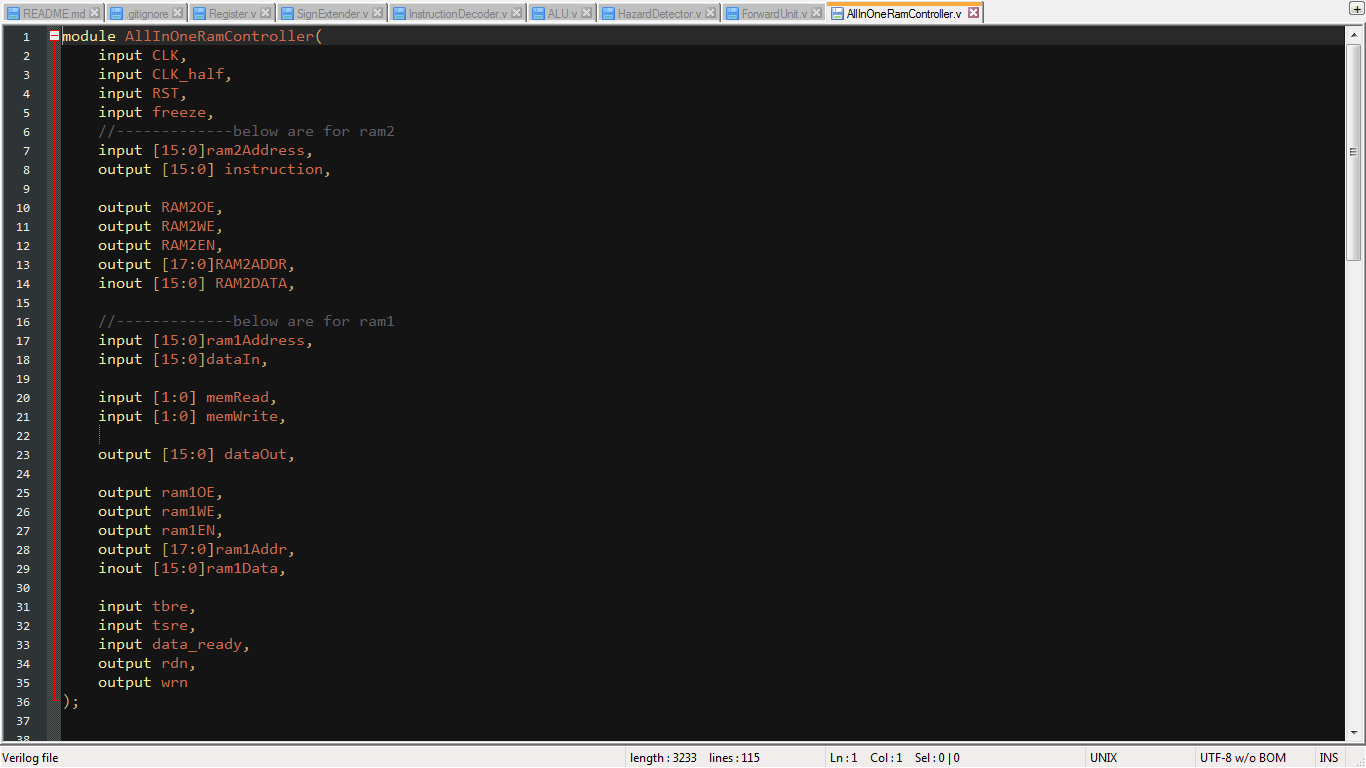 README.md .gitignore Register.v SignExtender.v InstructionDecoder.v ALU.v HazardDetector.v ForwardUnit.v AllInOneRamController.v
1 module AllInOneRamController(
2 input CLK,
3 input CLK_half,
4 input RST,
5 input freeze,
6 //-------------below are for ram2
7 input [15:0]ram2Address,
8 output [15:0] instruction,
9
10 output RAM2OE,
11 output RAM2WE,
12 output RAM2EN,
13 output [17:0]RAM2ADDR,
14 inout [15:0] RAM2DATA,
15
16 //-------------below are for ram1
17 input [15:0]ram1Address,
18 input [15:0]dataIn,
19
20 input [1:0] memRead,
21 input [1:0] memWrite,
22
23 output [15:0] dataOut,
24
25 output ram1OE,
26 output ram1WE,
27 output ram1EN,
28 output [17:0]ram1Addr,
29 inout [15:0]ram1Data,
30
31 input tbre,
32 input tsre,
33 input data_ready,
34 output rdn,
35 output wrn
36 );
37
38
Verilog file length : 3233 lines : 115 Ln : 1 Col : 1 Sel : 0 | 0 UNIX UTF-8 w/o BOM INS